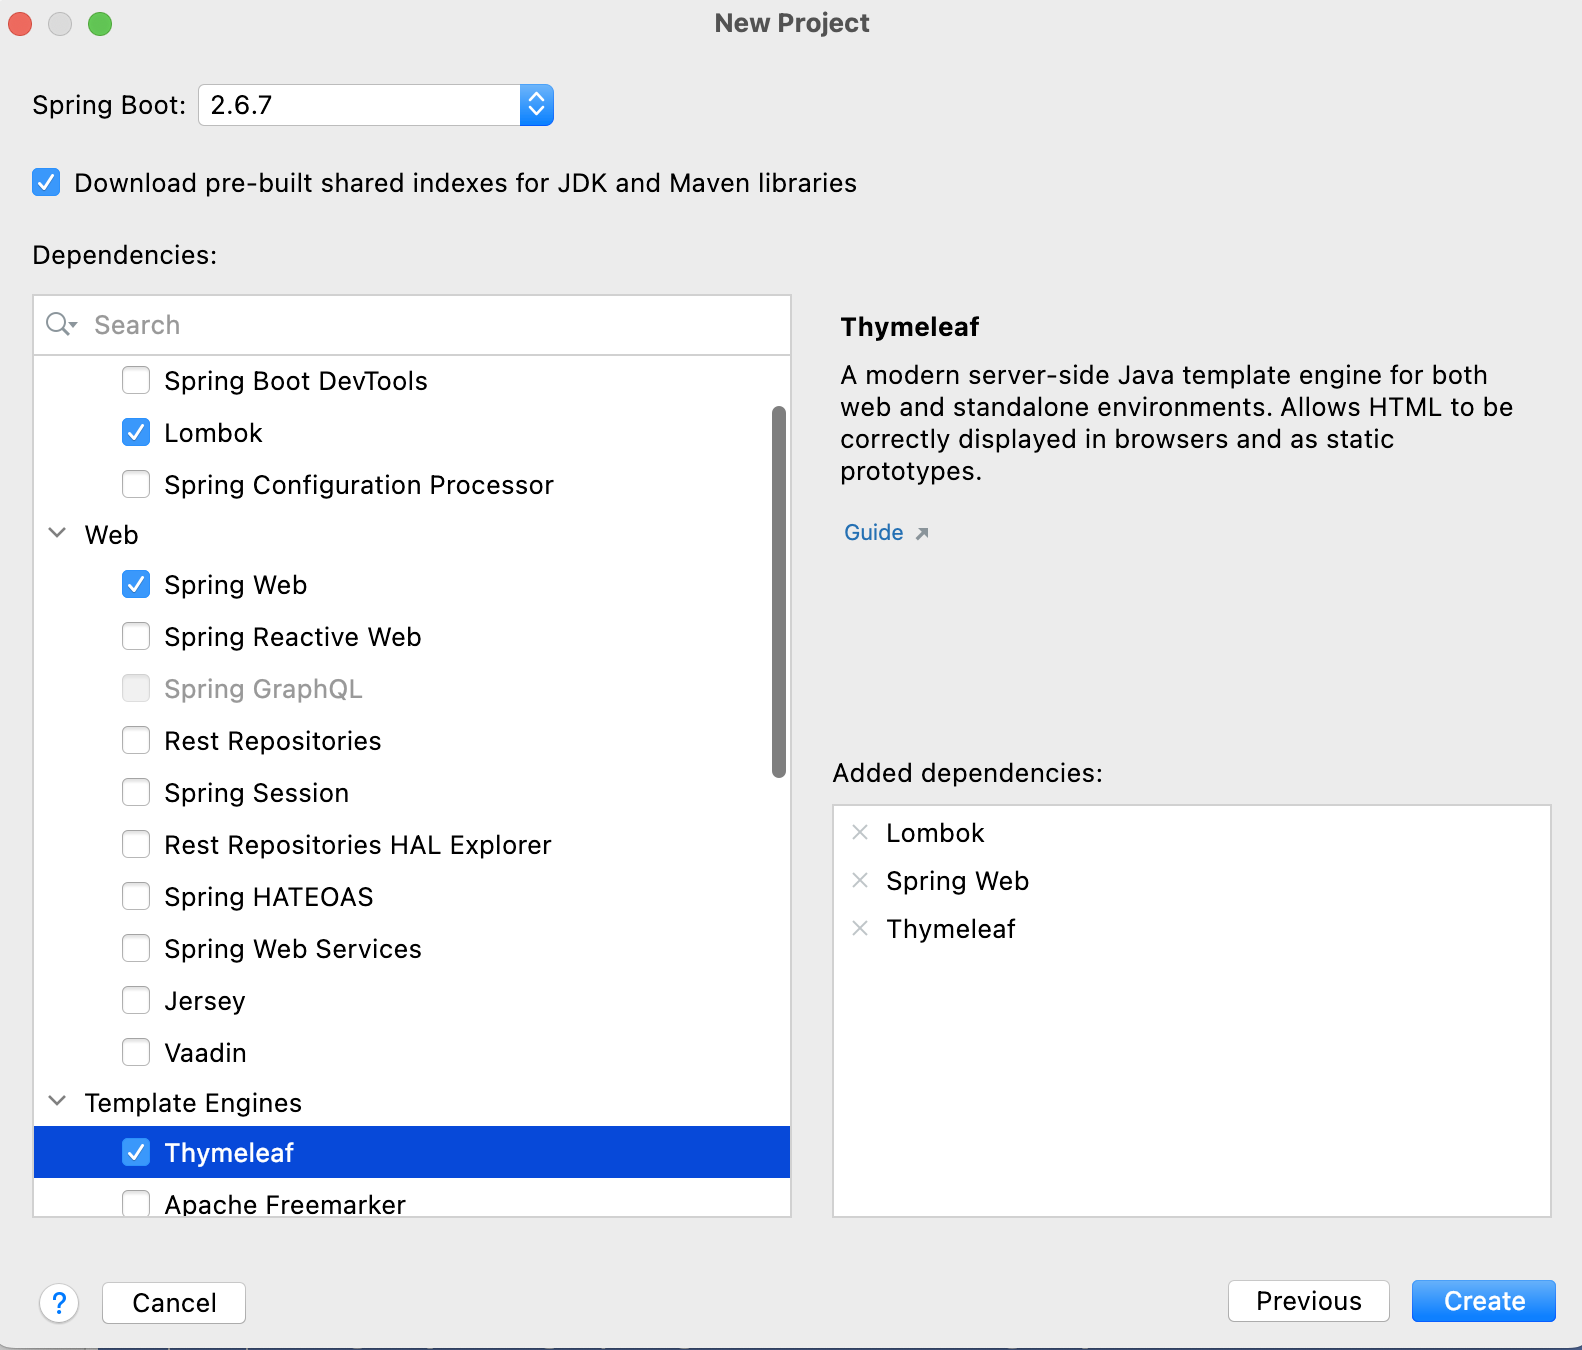 New Project
Spring Boot: 2.6.7
Download pre-built shared indexes for JDK and Maven libraries
Dependencies:
Search
Spring Boot DevTools
Lombok
Spring Configuration Processor
Web
Spring Web
Spring Reactive Web
Spring GraphQL
Rest Repositories
Spring Session
Rest Repositories HAL Explorer
Spring HATEOAS
Spring Web Services
Jersey
Vaadin
Template Engines
Thymeleaf
Apache Freemarker
Thymeleaf
A modern server-side Java template engine for both
web and standalone environments. Allows HTML to be
correctly displayed in browsers and as static
prototypes.
Guide
Added dependencies:
Lombok
Spring Web
Thymeleaf
?
Cancel
Previous
Create